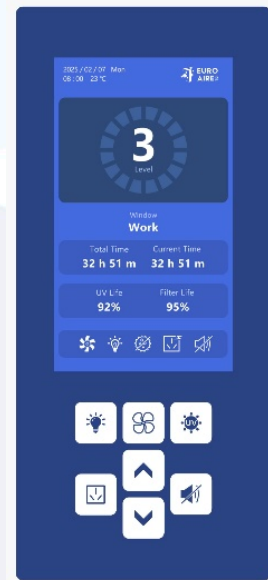 2025/02/07 Mon
08:00 23℃
EURO
AIRE
3
Level
Window
Work
Total Time Current Time
32 h 51 m 32 h 51 m
UV Life Filter Life
92% 95%
UV